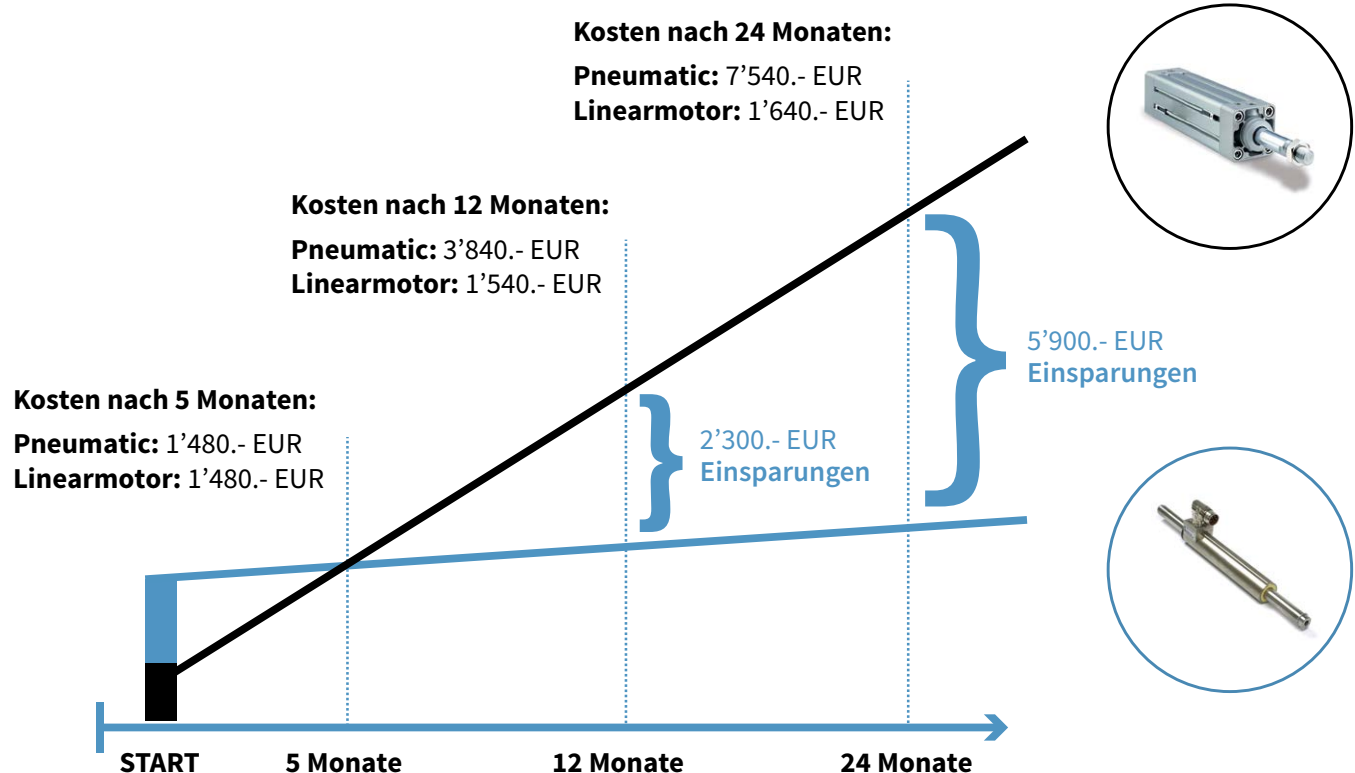 Kosten nach 24 Monaten:
Pneumatic: 7’540.- EUR
Linearmotor: 1’640.- EUR
Kosten nach 12 Monaten:
Pneumatic: 3’840.- EUR
Linearmotor: 1’540.- EUR
5’900.- EUR
Einsparungen
Kosten nach 5 Monaten:
Pneumatic: 1’480.- EUR
Linearmotor: 1’480.- EUR
2’300.- EUR
Einsparungen
START
5 Monate
12 Monate
24 Monate